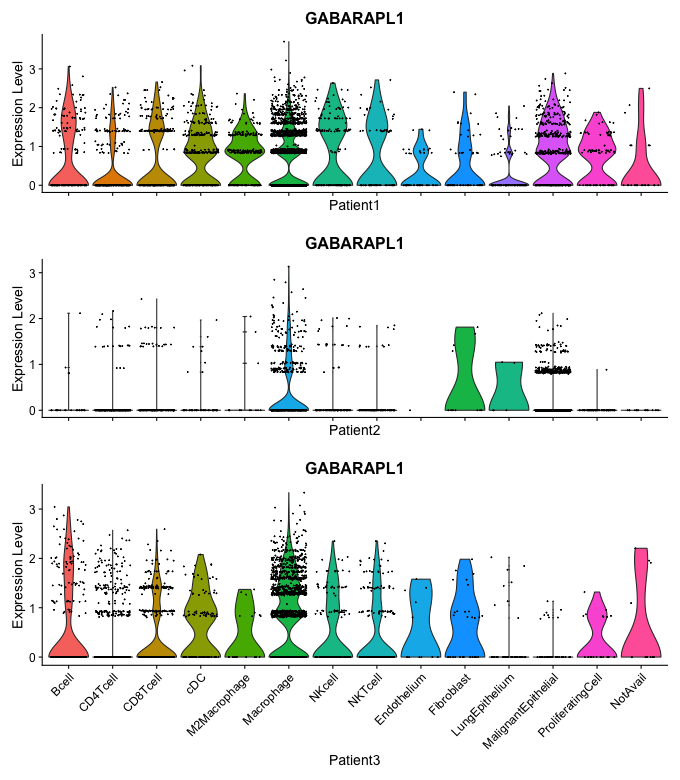 GABARAPL1
Expression Level
3
2
1
0
Patient1
GABARAPL1
Expression Level
3
2
1
0
Patient2
GABARAPL1
Expression Level
3
2
1
0
Bcell
CD4Tcell
CD8Tcell
cDC
M2Macrophage
Macrophage
NKcell
NKTcell
Endothelium
Fibroblast
LungEpithelium
MalignantEpithelial
ProliferatingCell
NotAvail
Patient3